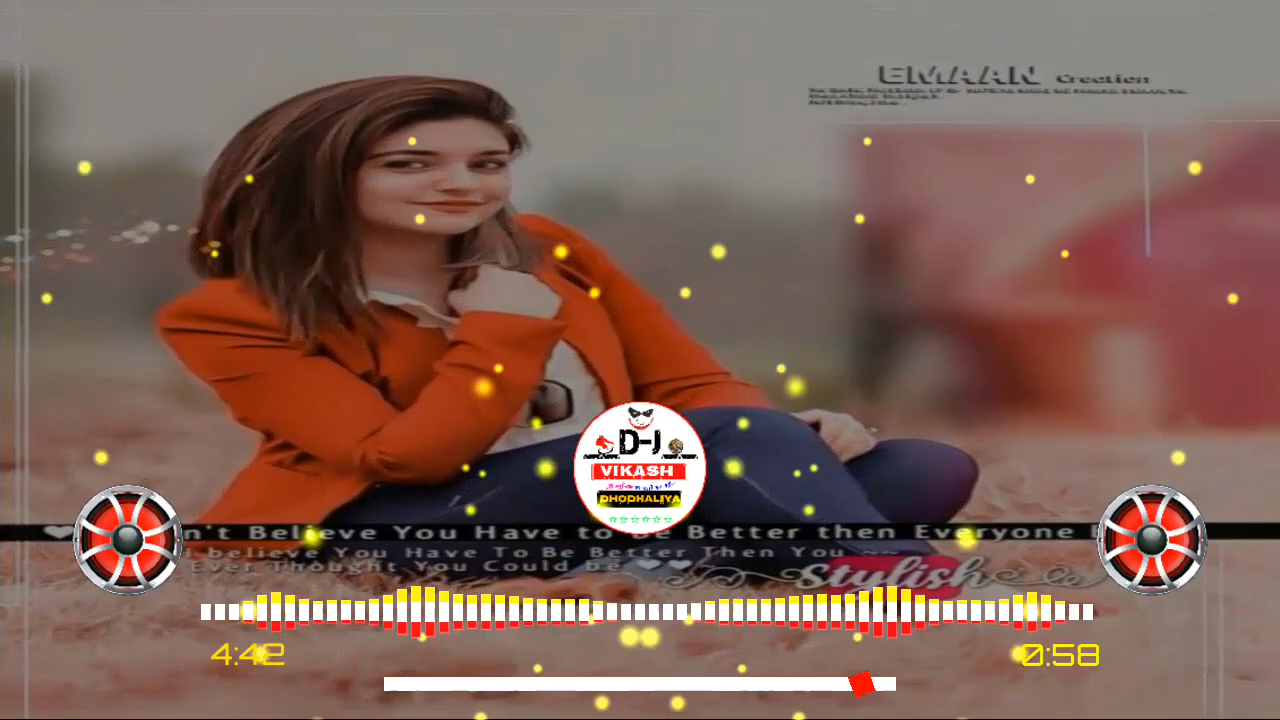 EMAAN Creation
D-J
VIKASH
DHODHALIYA
n't Believe You Have to Be Better then Everyone
I believe You Have To Be Better Then You
Ever Thought You Could be
Stylish
4:42
0:58